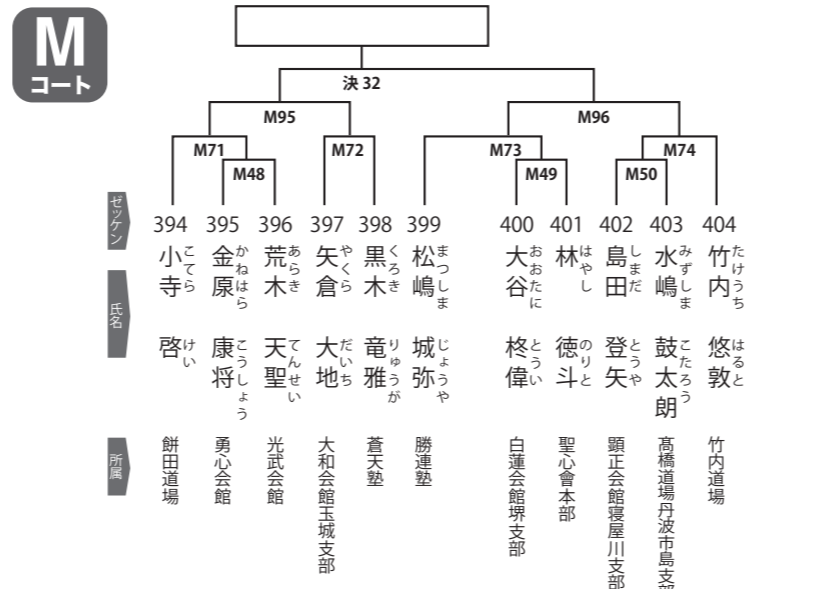 M
コート
決 32
M95
M96
M71
M72
M73
M74
M48
M49
M50
ゼッケン
394
395
396
397
398
399
400
401
402
403
404
氏名
小寺 啓
こてら けい
金原 康将
かねはら こうしょう
荒木 天聖
あらき てんせい
矢倉 大地
やくら だいち
黒木 竜雅
くろき りゅうが
松嶋 城弥
まつしま じょうや
大谷 柊偉
おおたに とうい
林 徳斗
はやし のりと
島田 登矢
しまだ とうや
水嶋 鼓太朗
みずしま こたろう
竹内 悠敦
たけうち はると
所属
餅田道場
勇心会館
光武会館
大和会館玉城支部
蒼天塾
勝連塾
白蓮会館堺支部
聖心會本部
顕正会館寝屋川支部
髙橋道場丹波市島支部
竹内道場